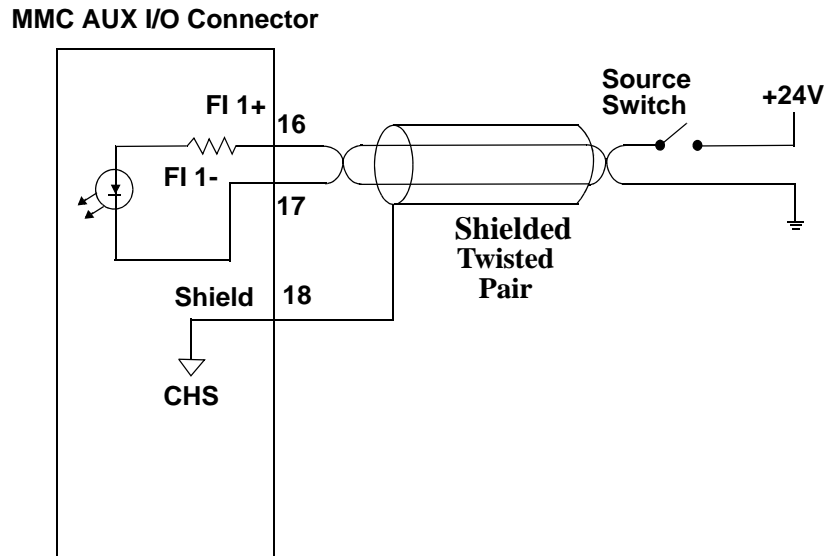 MMC AUX I/O Connector
Source
Switch
+24V
FI 1+
16
FI 1-
17
Shielded
Twisted
Pair
Shield
18
CHS